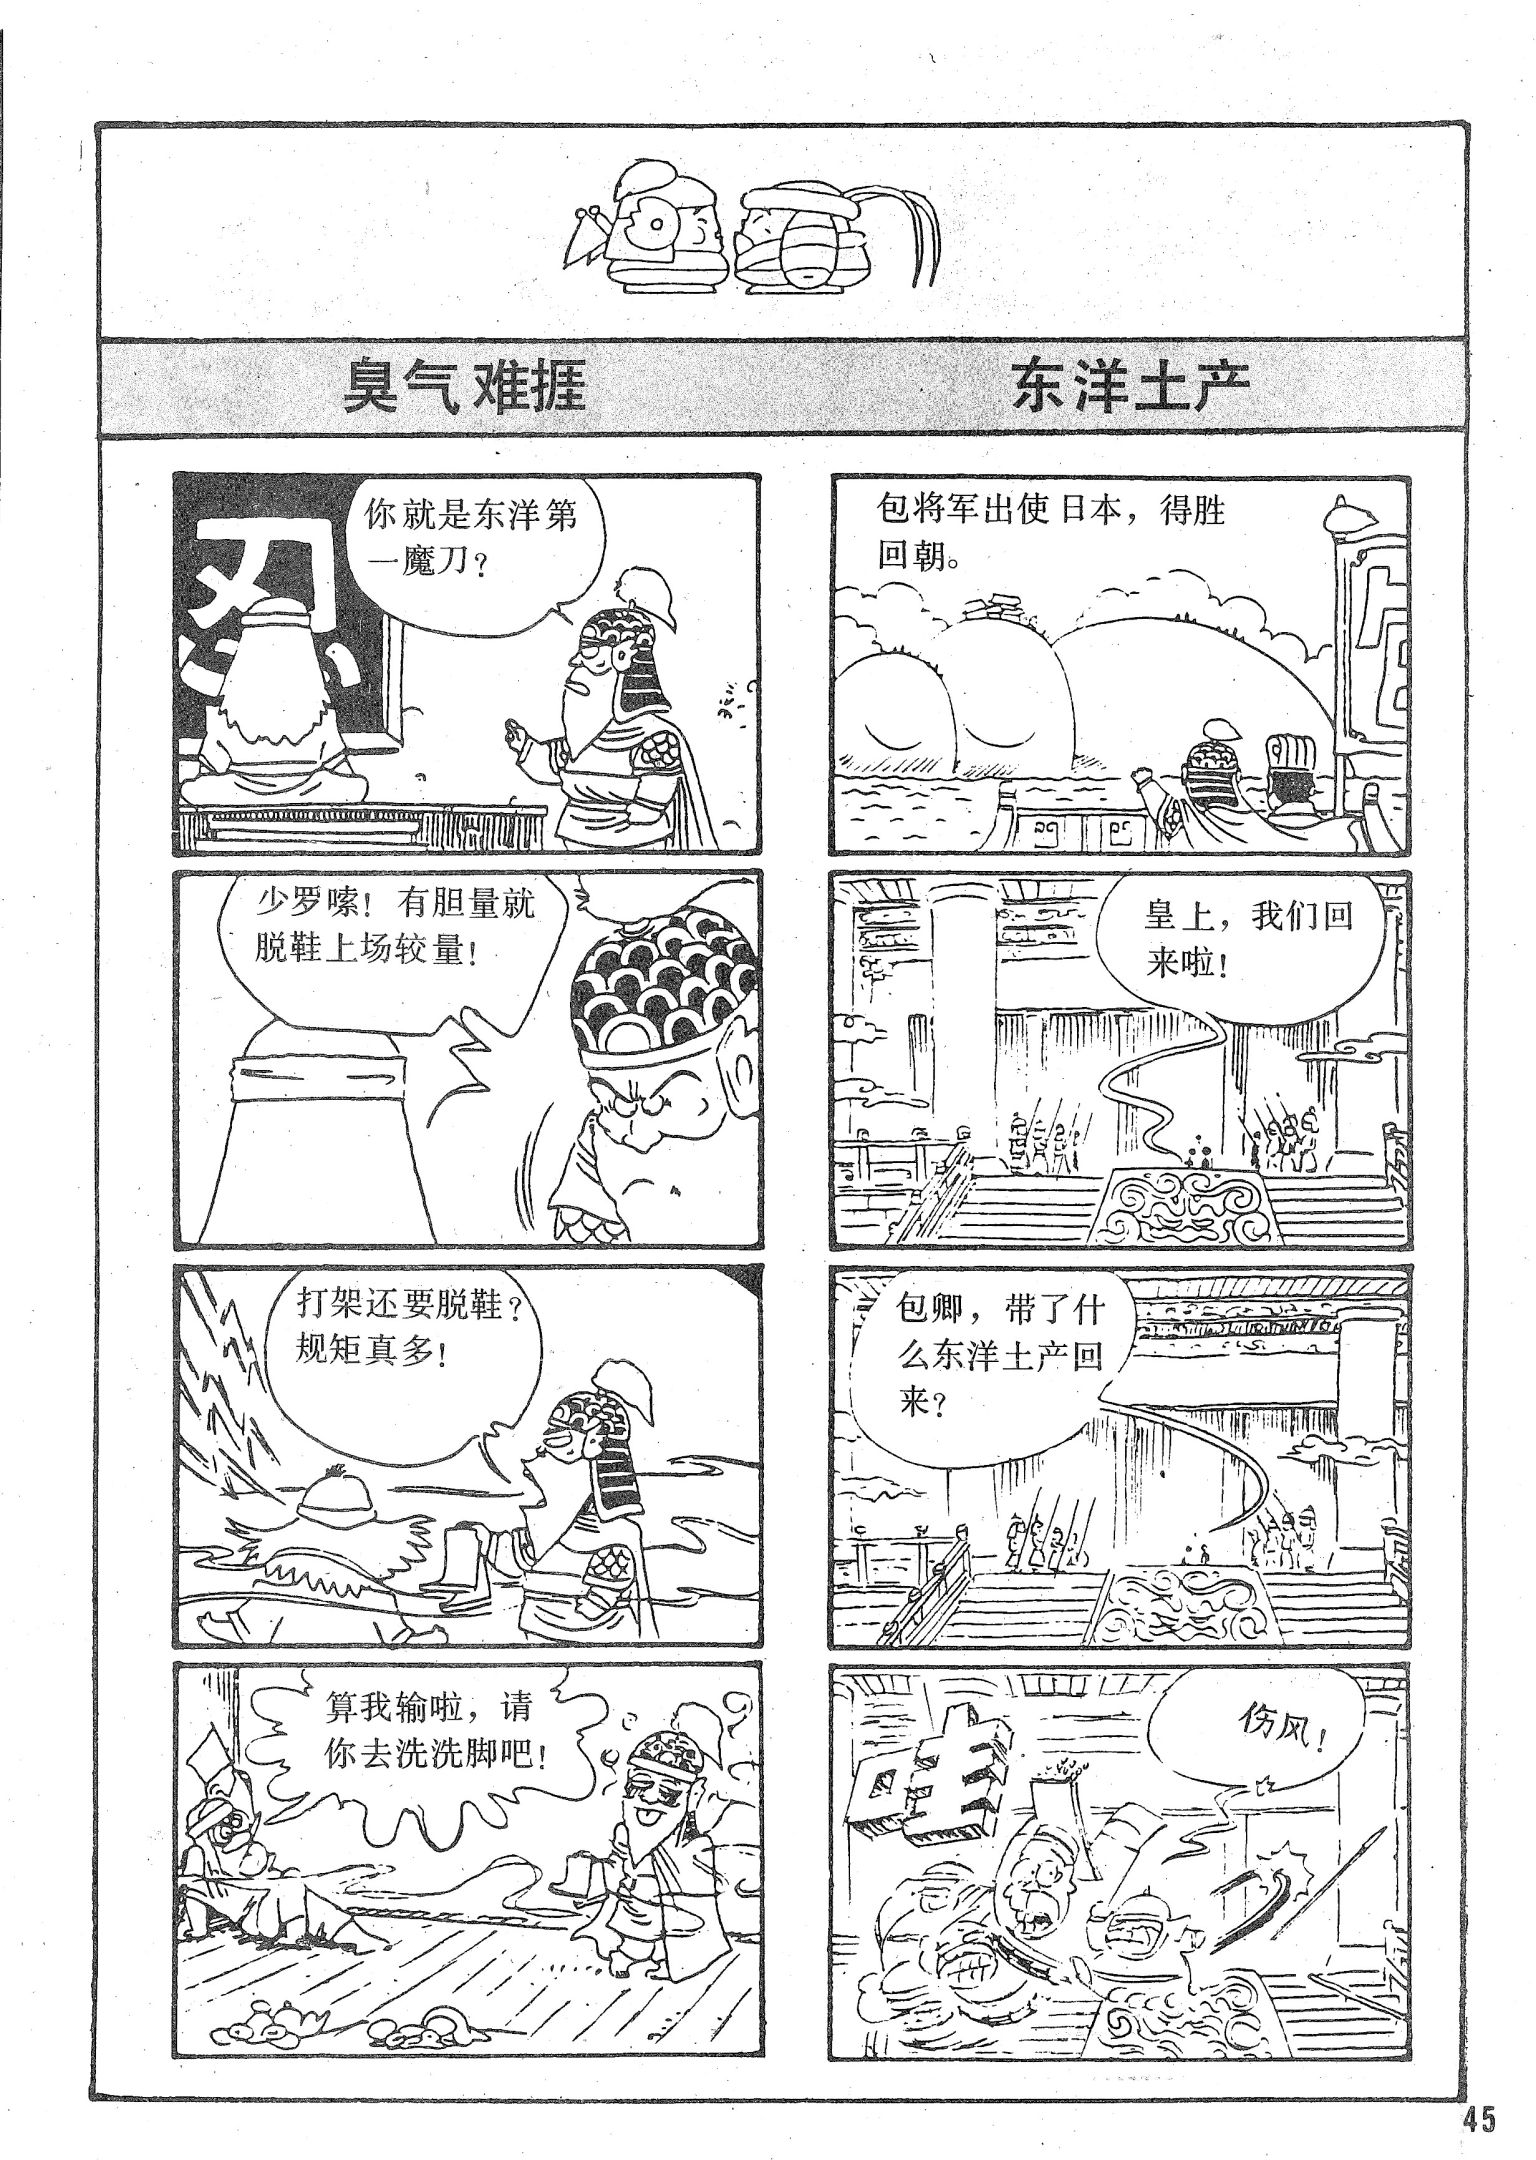 臭气难捱
忍
你就是东洋第
一魔刀？
少罗嗦！有胆量就
脱鞋上场较量！
打架还要脱鞋？
规矩真多！
算我输啦，请
你去洗洗脚吧！
东洋土产
包将军出使日本，得胜
回朝。
皇上，我们回
来啦！
包卿，带了什
么东洋土产回
来？
哇
伤风！
45